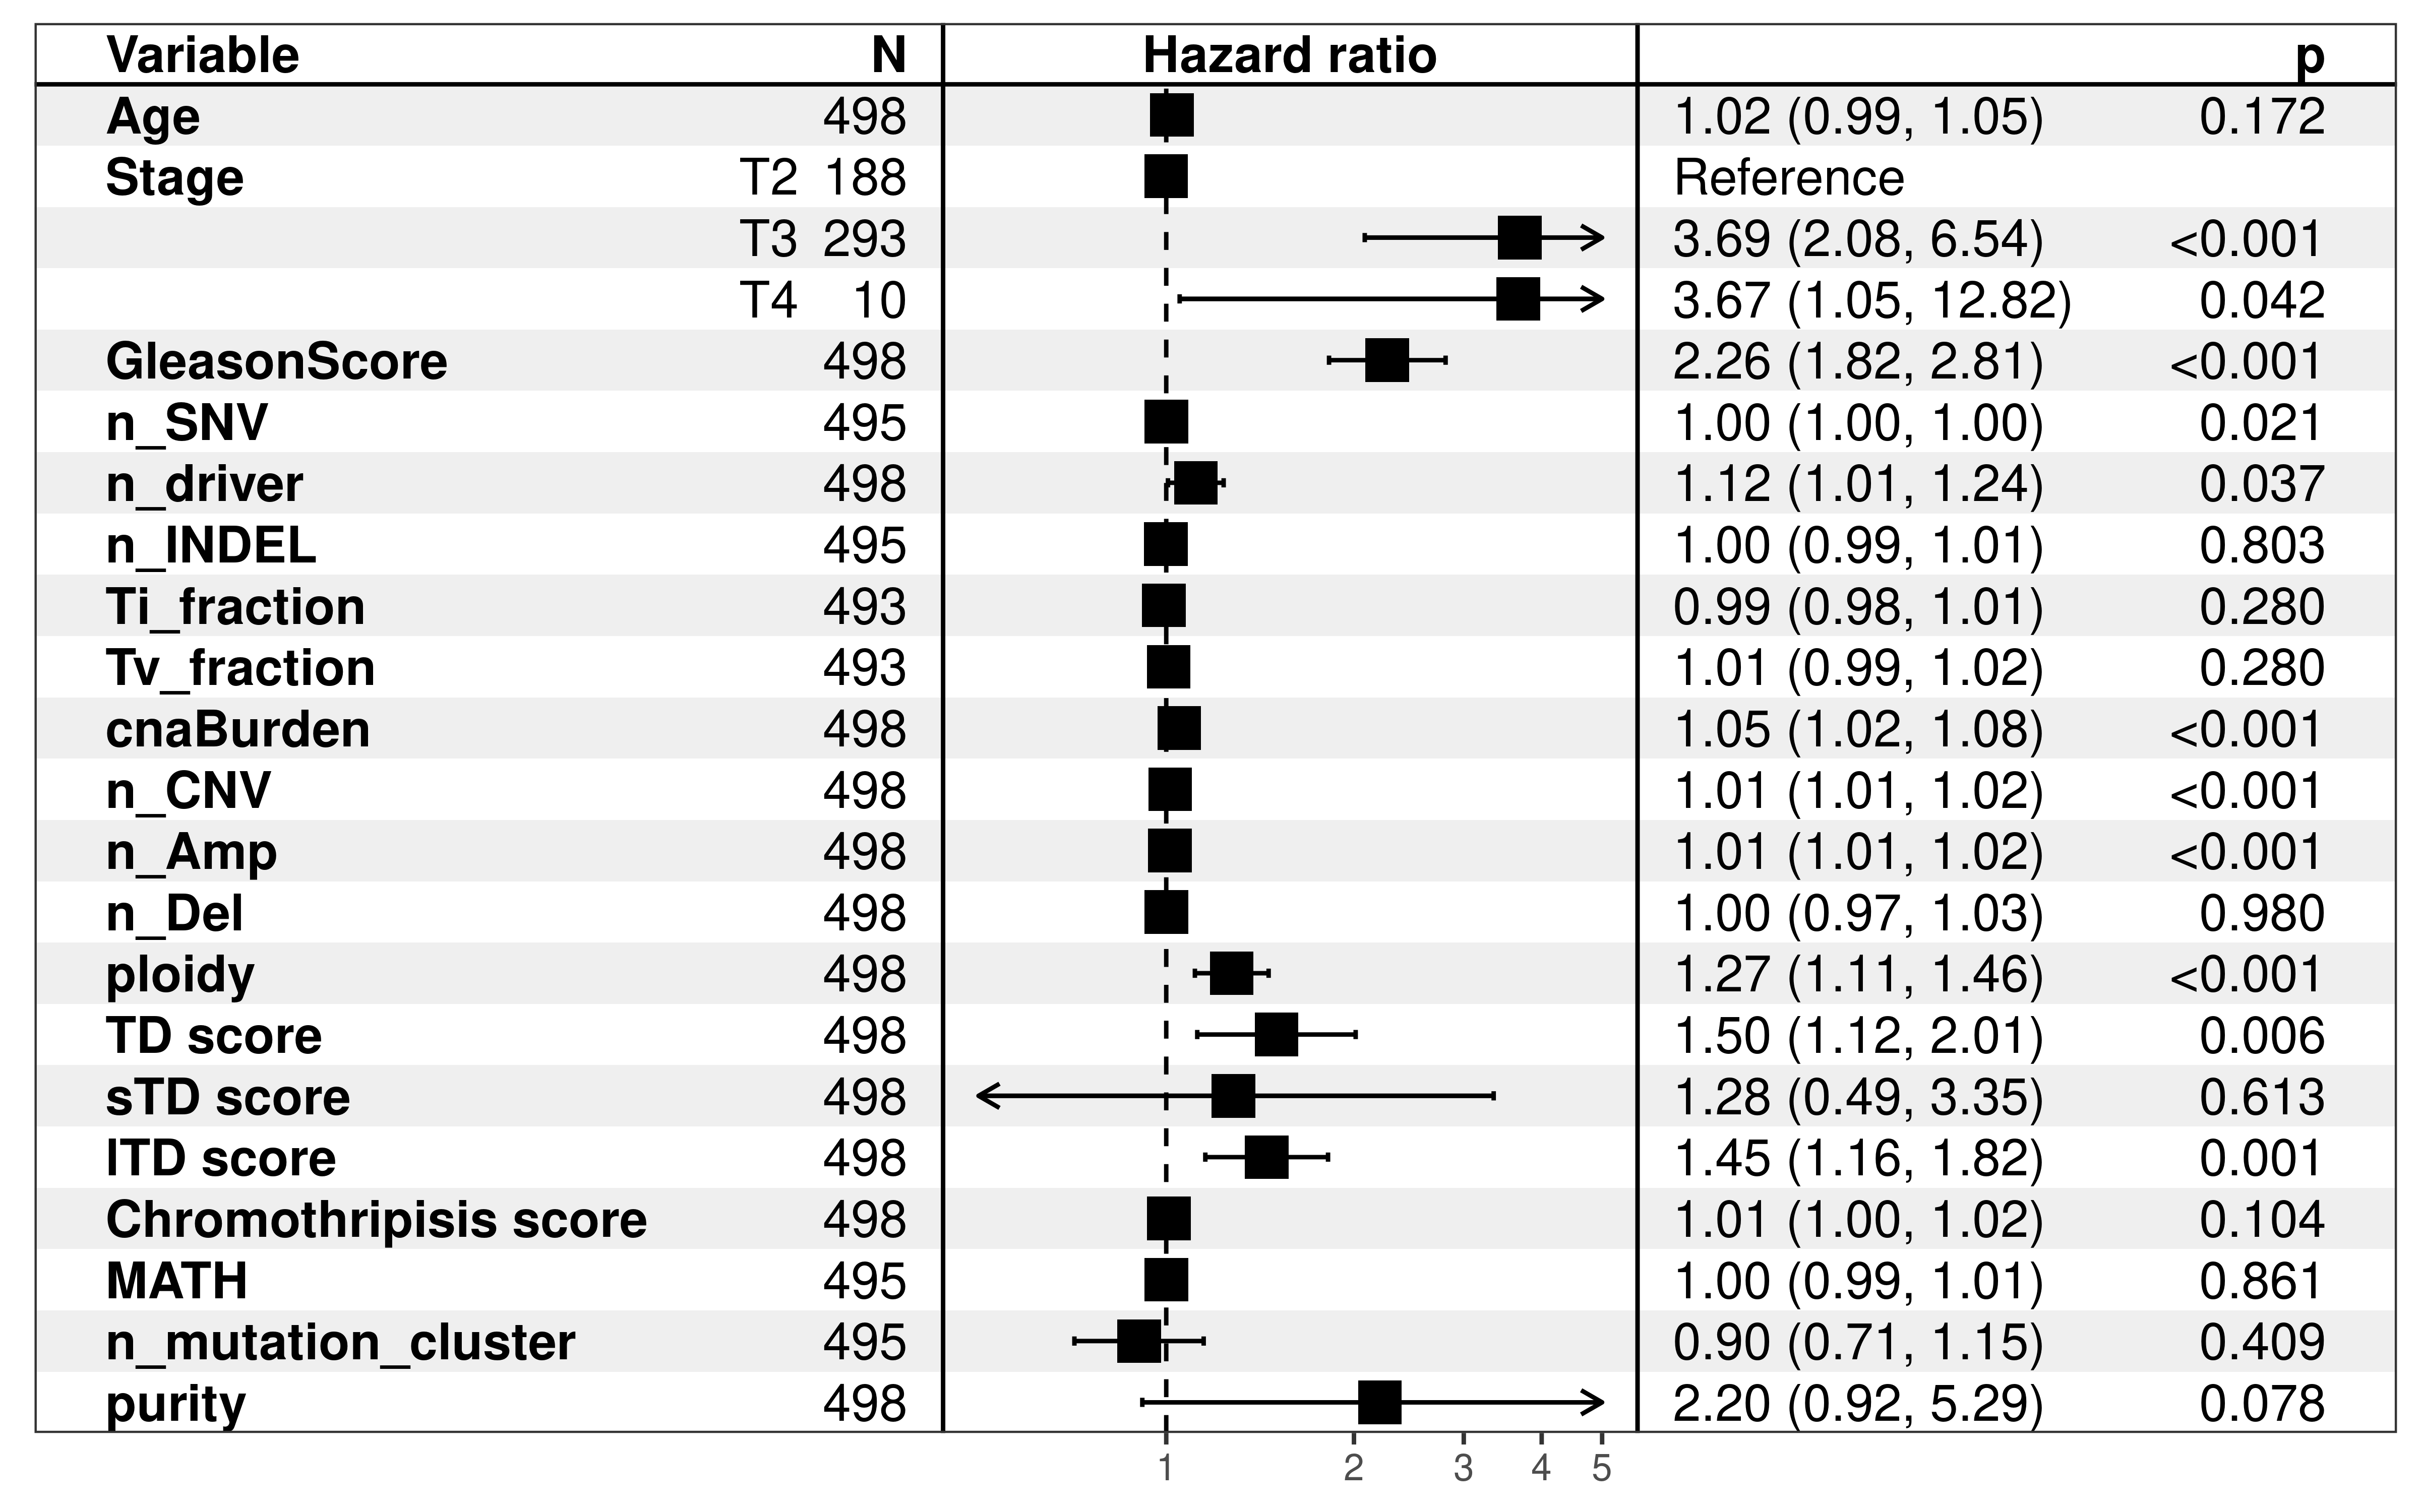 Variable N Hazard ratio p
Age 498 1.02 (0.99, 1.05) 0.172
Stage T2 188 Reference
T3 293 3.69 (2.08, 6.54) <0.001
T4 10 3.67 (1.05, 12.82) 0.042
GleasonScore 498 2.26 (1.82, 2.81) <0.001
n_SNV 495 1.00 (1.00, 1.00) 0.021
n_driver 498 1.12 (1.01, 1.24) 0.037
n_INDEL 495 1.00 (0.99, 1.01) 0.803
Ti_fraction 493 0.99 (0.98, 1.01) 0.280
Tv_fraction 493 1.01 (0.99, 1.02) 0.280
cnaBurden 498 1.05 (1.02, 1.08) <0.001
n_CNV 498 1.01 (1.01, 1.02) <0.001
n_Amp 498 1.01 (1.01, 1.02) <0.001
n_Del 498 1.00 (0.97, 1.03) 0.980
ploidy 498 1.27 (1.11, 1.46) <0.001
TD score 498 1.50 (1.12, 2.01) 0.006
sTD score 498 1.28 (0.49, 3.35) 0.613
lTD score 498 1.45 (1.16, 1.82) 0.001
Chromothripisis score 498 1.01 (1.00, 1.02) 0.104
MATH 495 1.00 (0.99, 1.01) 0.861
n_mutation_cluster 495 0.90 (0.71, 1.15) 0.409
purity 498 2.20 (0.92, 5.29) 0.078
1 2 3 4 5